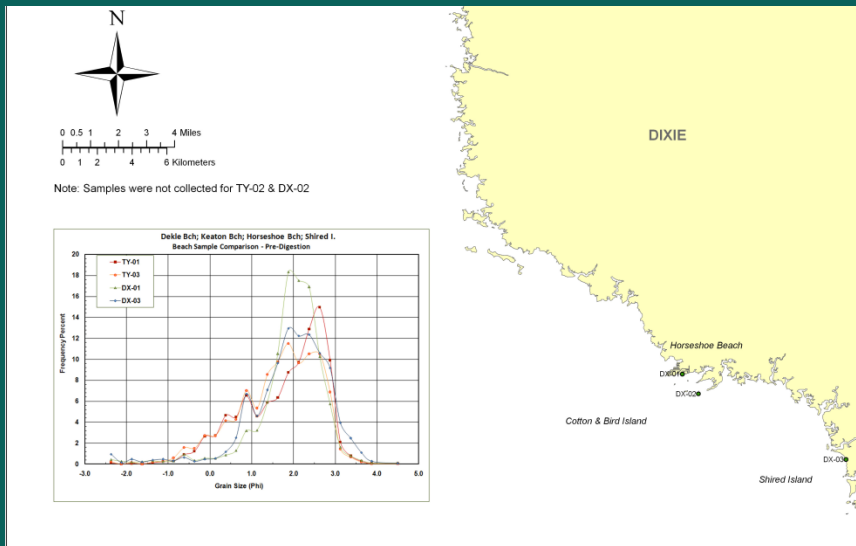 N
0 0.5 1 2 3 4 Miles
0 1 2 4 6 Kilometers
Note: Samples were not collected for TY-02 & DX-02
Dekle Bch; Keaton Bch; Horseshoe Bch; Shired I.
Beach Sample Comparison - Pre-Digestion
Frequency Percent
20
18
16
14
12
10
8
6
4
2
0
TY-01
TY-03
DX-01
DX-03
-3.0 -2.0 -1.0 0.0 1.0 2.0 3.0 4.0 5.0
Grain Size (Phi)
DIXIE
Horseshoe Beach
DX-01
DX-02
Cotton & Bird Island
DX-03
Shired Island